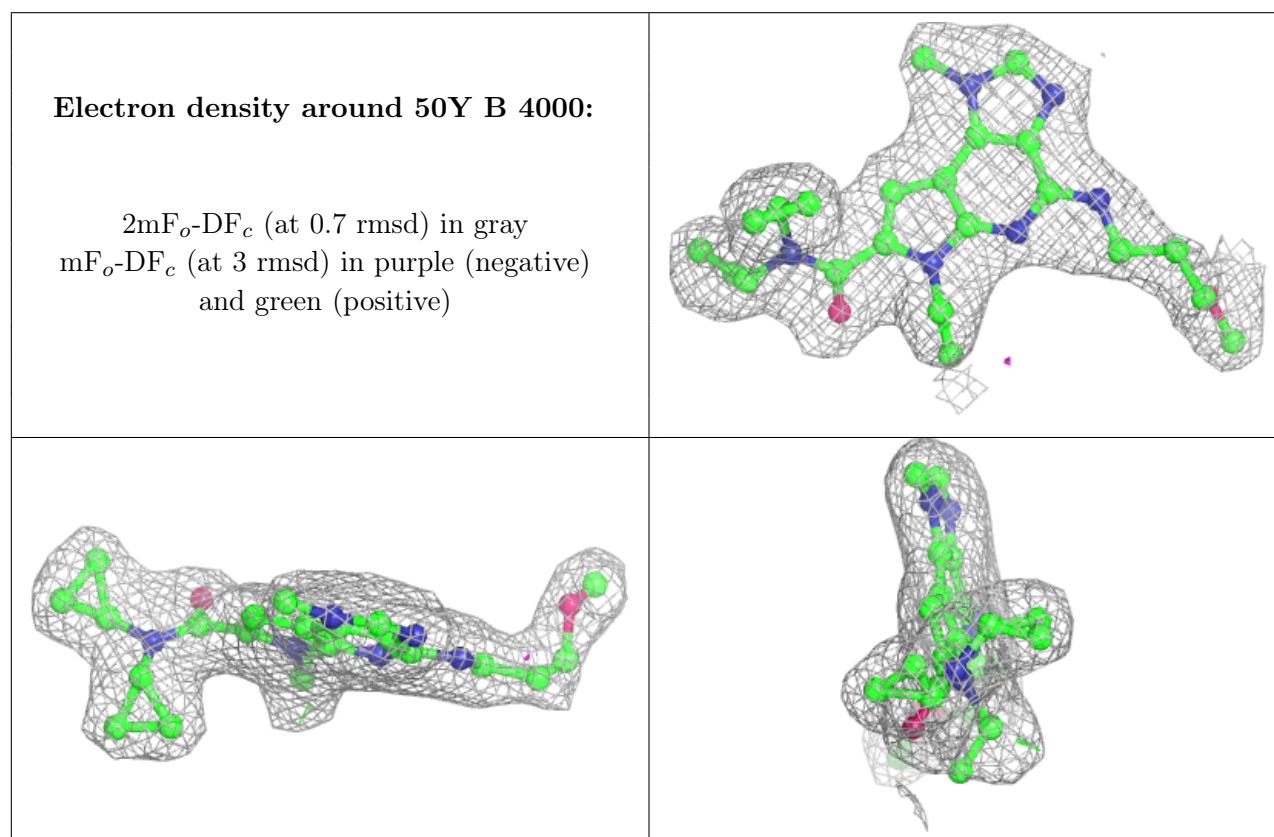 Electron density around 50Y B 4000:
2mFo-DFc (at 0.7 rmsd) in gray
mFo-DFc (at 3 rmsd) in purple (negative)
and green (positive)